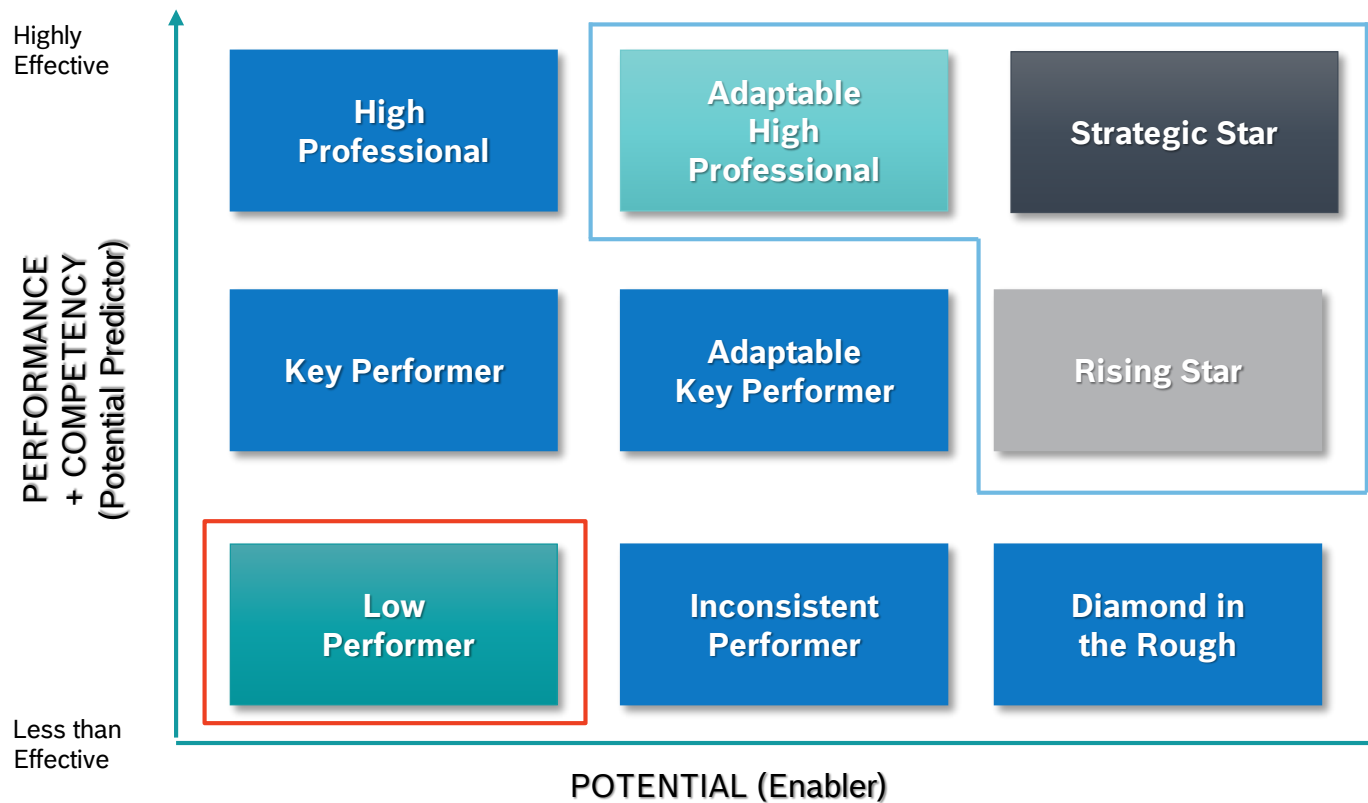 Highly
Effective
High
Professional
Adaptable
High
Professional
Strategic Star
PERFORMANCE
+ COMPETENCY
(Potential Predictor)
Key Performer
Adaptable
Key Performer
Rising Star
Low
Performer
Inconsistent
Performer
Diamond in
the Rough
Less than
Effective
POTENTIAL (Enabler)